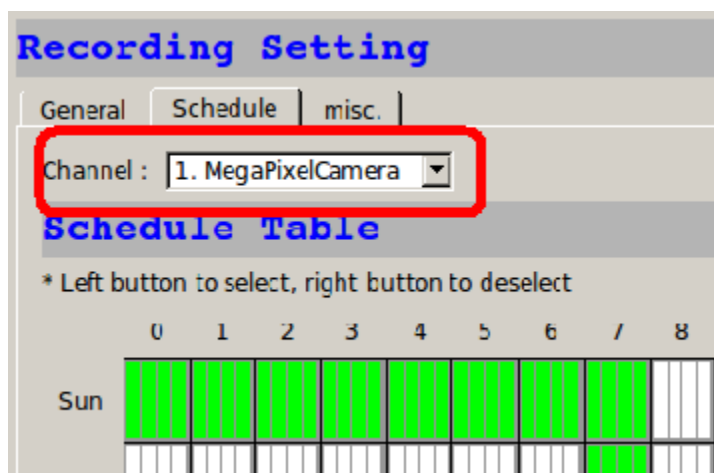 Recording Setting
General Schedule misc.
Channel : 1. MegaPixelCamera
Schedule Table
* Left button to select, right button to deselect
0 1 2 3 4 5 6 7 8
Sun